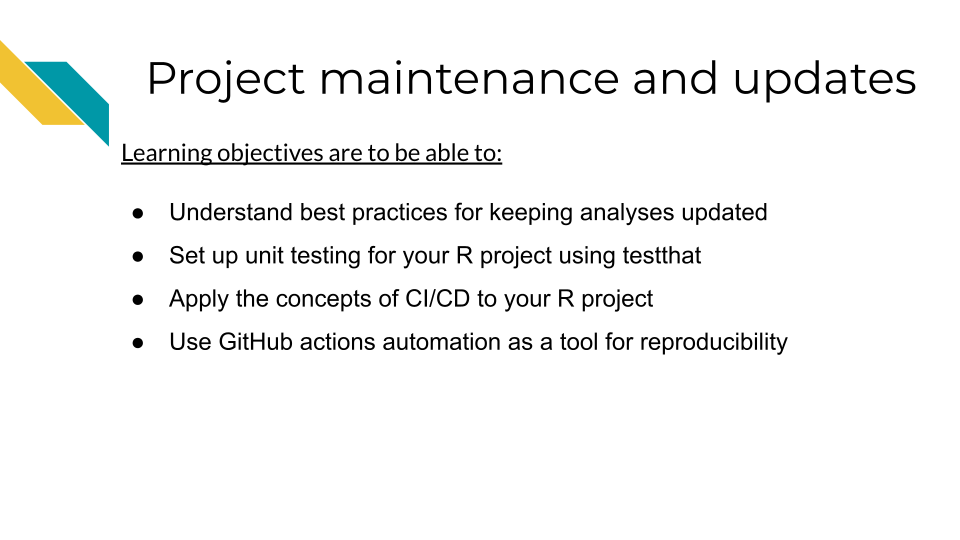 Project maintenance and updates
Learning objectives are to be able to:
● Understand best practices for keeping analyses updated
● Set up unit testing for your R project using testthat
● Apply the concepts of CI/CD to your R project
● Use GitHub actions automation as a tool for reproducibility